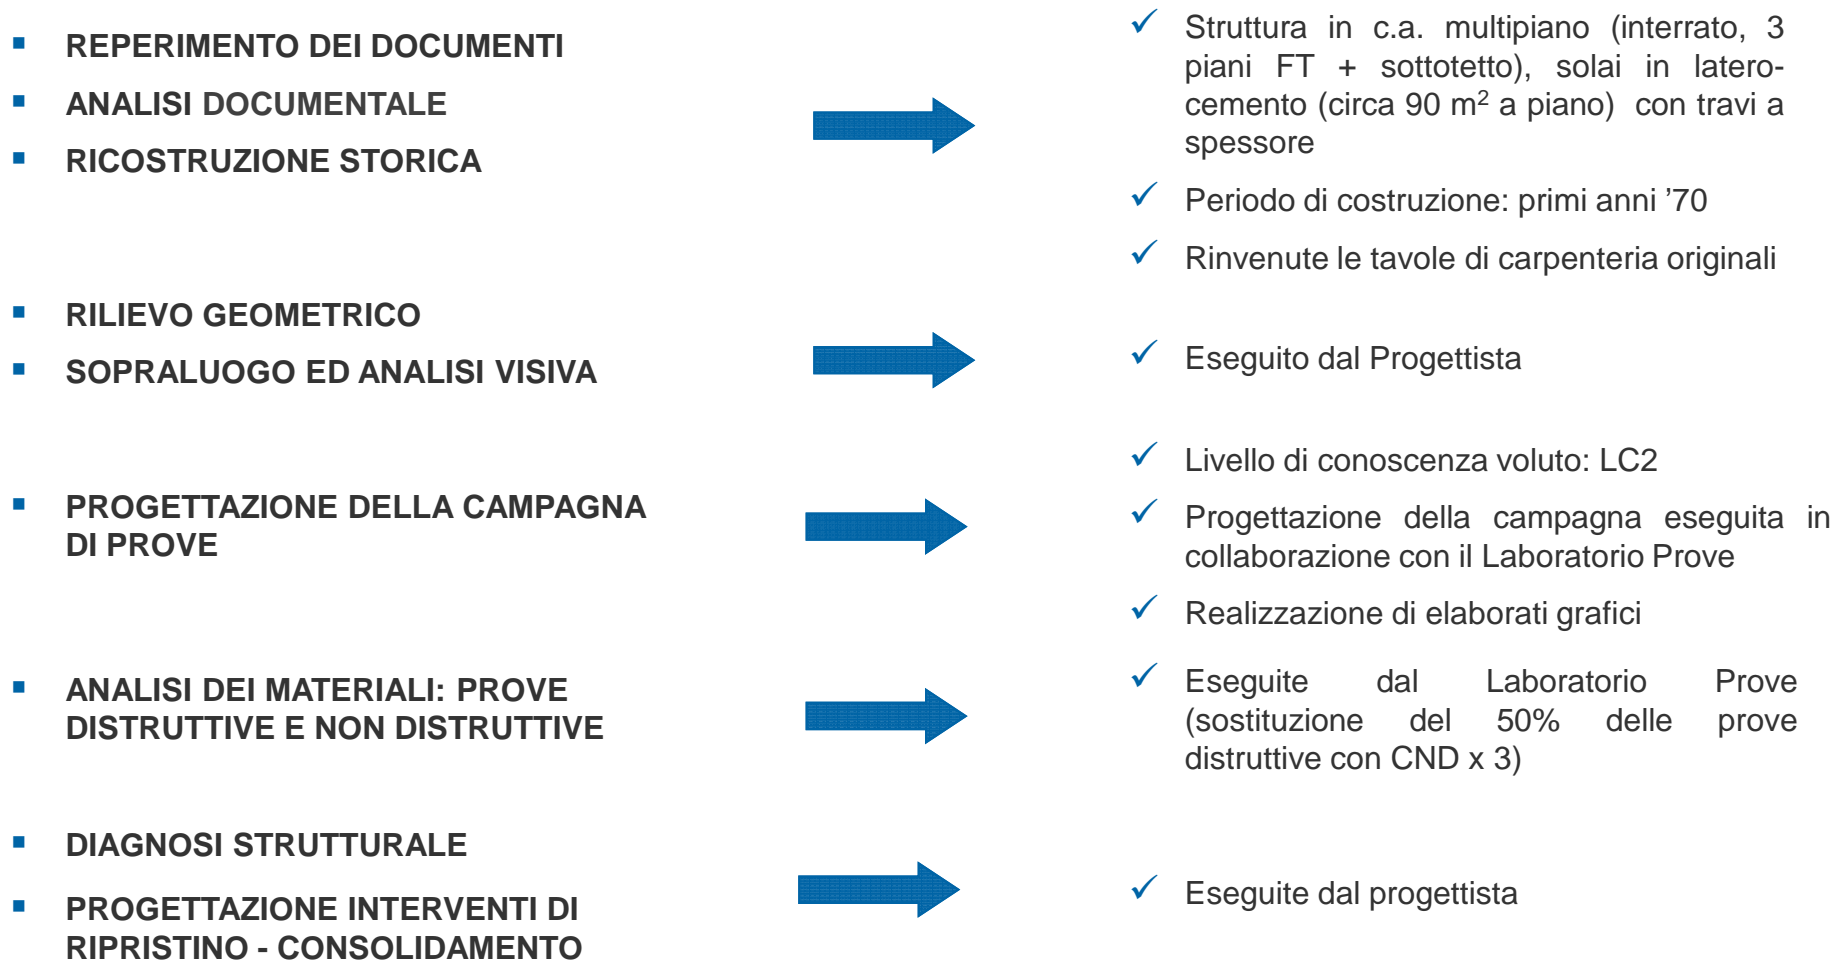 REPERIMENTO DEI DOCUMENTI
ANALISI DOCUMENTALE
RICOSTRUZIONE STORICA
✓ Struttura in c.a. multipiano (interrato, 3
piani FT + sottotetto), solai in latero-
cemento (circa 90 m² a piano) con travi a
spessore
✓ Periodo di costruzione: primi anni ’70
✓ Rinvenute le tavole di carpenteria originali
RILIEVO GEOMETRICO
SOPRALUOGO ED ANALISI VISIVA
✓ Eseguito dal Progettista
PROGETTAZIONE DELLA CAMPAGNA
DI PROVE
✓ Livello di conoscenza voluto: LC2
✓ Progettazione della campagna eseguita in
collaborazione con il Laboratorio Prove
✓ Realizzazione di elaborati grafici
ANALISI DEI MATERIALI: PROVE
DISTRUTTIVE E NON DISTRUTTIVE
✓ Eseguite dal Laboratorio Prove
(sostituzione del 50% delle prove
distruttive con CND x 3)
DIAGNOSI STRUTTURALE
PROGETTAZIONE INTERVENTI DI
RIPRISTINO - CONSOLIDAMENTO
✓ Eseguite dal progettista